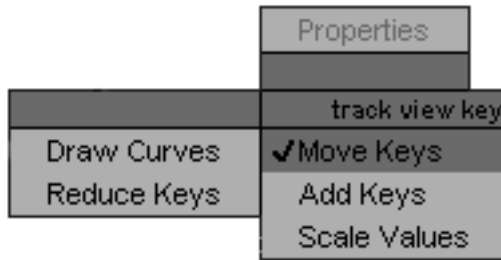 Properties
track view key
Draw Curves
✓Move Keys
Reduce Keys
Add Keys
Scale Values